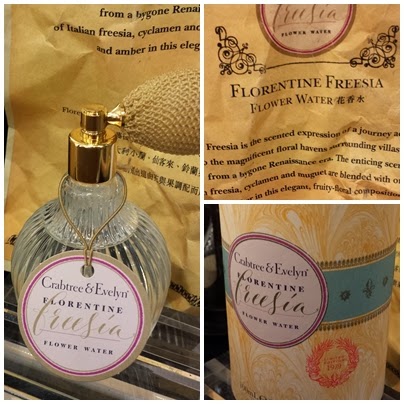 from a bygone Renai
of Italian freesia, cyclamen and
and amber in this eleg
Crabtree & Evelyn
FLORENTINE
freesia
FLOWER WATER
freesia
FLOWER WATER
FLORENTINE FREESIA
FLOWER WATER 花香水
Freesia is the scented expression of a journey a
to the magnificent floral havens surrounding villas
from a bygone Renaissance era. The enticing scen
freesia, cyclamen and muguet are blended with o
er in this elegant, fruity-floral composition
Crabtree & Evelyn
FLORENTINE
freesia
FLOWER WATER